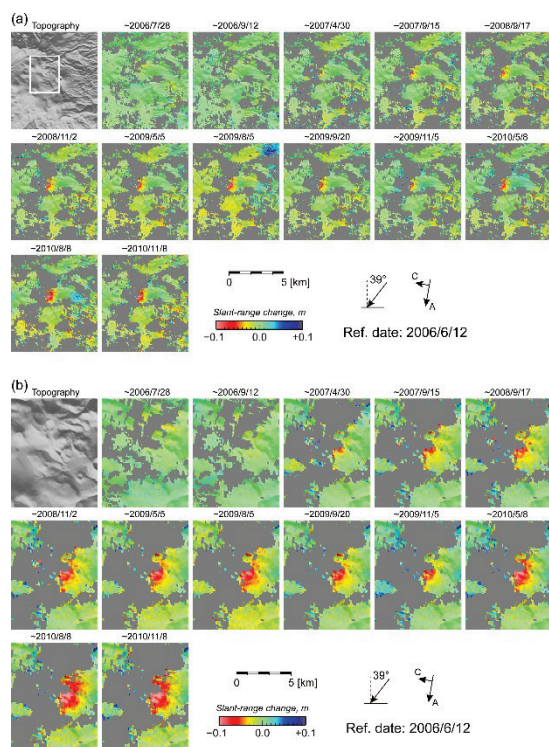 (a)
Topography ~2006/7/28 ~2006/9/12 ~2007/4/30 ~2007/9/15 ~2008/9/17
~2008/11/2 ~2009/5/5 ~2009/8/5 ~2009/9/20 ~2009/11/5 ~2010/5/8
~2010/8/8 ~2010/11/8
0 5 [km]
39° C
A
Slant-range change, m
−0.1 0.0 +0.1
Ref. date: 2006/6/12
(b)
Topography ~2006/7/28 ~2006/9/12 ~2007/4/30 ~2007/9/15 ~2008/9/17
~2008/11/2 ~2009/5/5 ~2009/8/5 ~2009/9/20 ~2009/11/5 ~2010/5/8
~2010/8/8 ~2010/11/8
0 5 [km]
39° C
A
Slant-range change, m
−0.1 0.0 +0.1
Ref. date: 2006/6/12